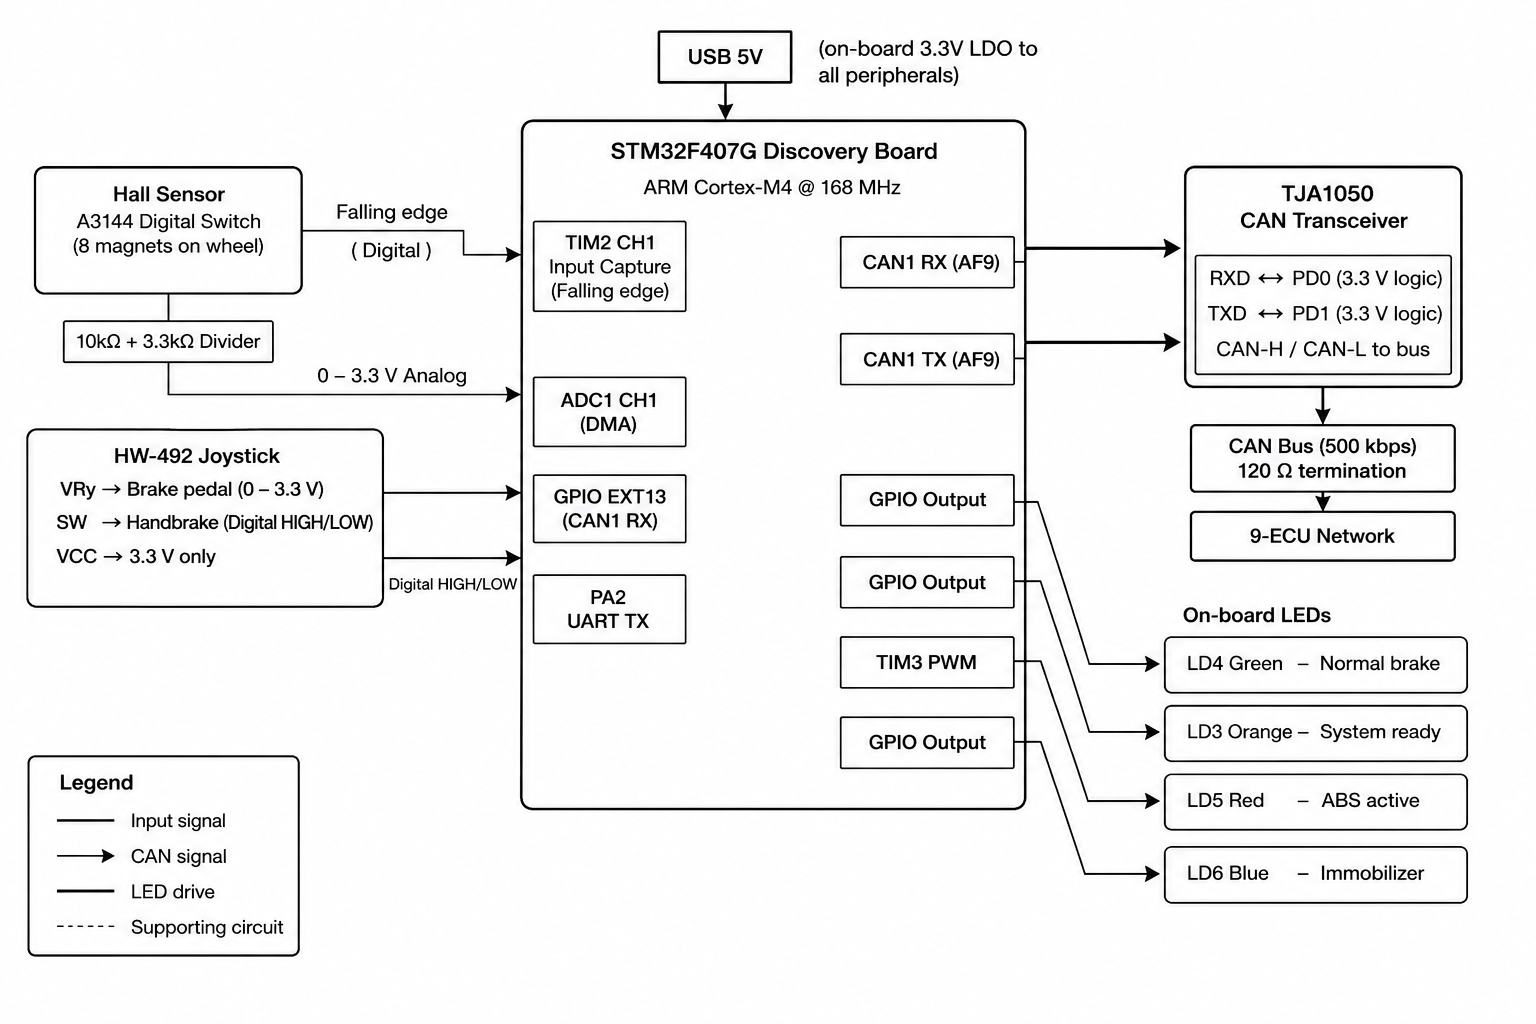 USB 5V
(on-board 3.3V LDO to
all peripherals)
STM32F407G Discovery Board
ARM Cortex-M4 @ 168 MHz
Hall Sensor
A3144 Digital Switch
(8 magnets on wheel)
Falling edge
( Digital )
10kΩ + 3.3kΩ Divider
0 – 3.3 V Analog
HW-492 Joystick
VRy → Brake pedal (0 – 3.3 V)
SW → Handbrake (Digital HIGH/LOW)
VCC → 3.3 V only
Digital HIGH/LOW
TIM2 CH1
Input Capture
(Falling edge)
ADC1 CH1
(DMA)
GPIO EXT13
(CAN1 RX)
PA2
UART TX
CAN1 RX (AF9)
CAN1 TX (AF9)
GPIO Output
GPIO Output
TIM3 PWM
GPIO Output
TJA1050
CAN Transceiver
RXD ↔ PD0 (3.3 V logic)
TXD ↔ PD1 (3.3 V logic)
CAN-H / CAN-L to bus
CAN Bus (500 kbps)
120 Ω termination
9-ECU Network
On-board LEDs
LD4 Green – Normal brake
LD3 Orange – System ready
LD5 Red – ABS active
LD6 Blue – Immobilizer
Legend
Input signal
CAN signal
LED drive
Supporting circuit